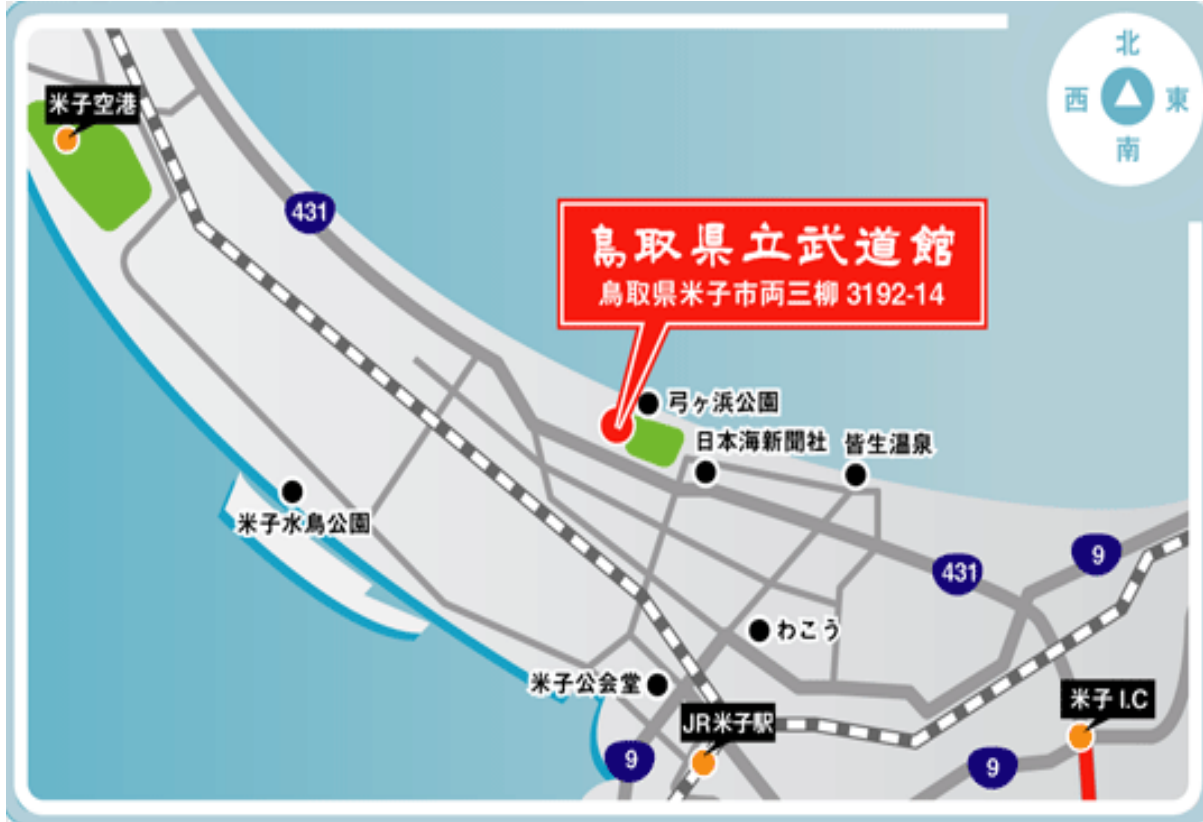 北
西
東
南
米子空港
431
鳥取県立武道館
鳥取県米子市両三柳 3192-14
弓ヶ浜公園
日本海新聞社
皆生温泉
米子水鳥公園
9
431
わこう
米子公会堂
米子 I.C
JR米子駅
9
9